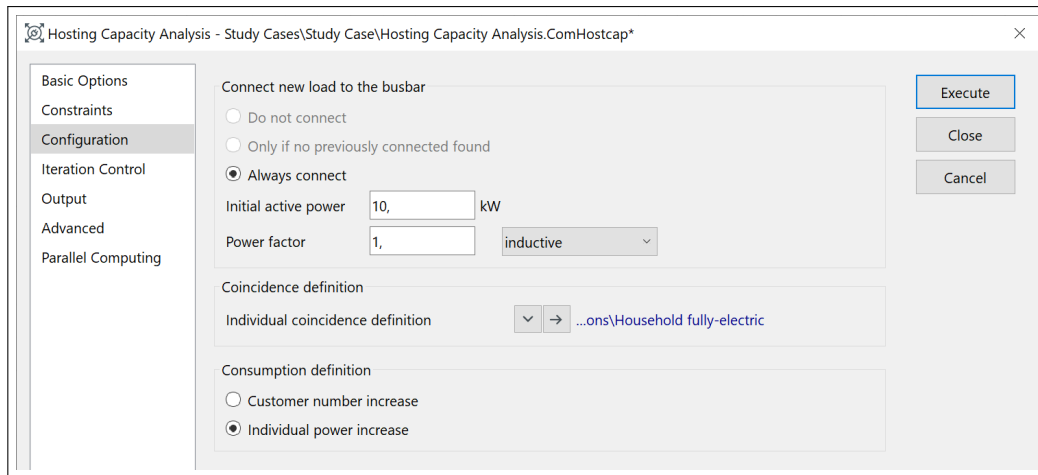 Hosting Capacity Analysis - Study Cases\Study Case\Hosting Capacity Analysis.ComHostcap*
Basic Options
Constraints
Configuration
Iteration Control
Output
Advanced
Parallel Computing
Connect new load to the busbar
Do not connect
Only if no previously connected found
Always connect
Initial active power 10, kW
Power factor 1, inductive
Coincidence definition
Individual coincidence definition ...ons\Household fully-electric
Consumption definition
Customer number increase
Individual power increase
Execute
Close
Cancel